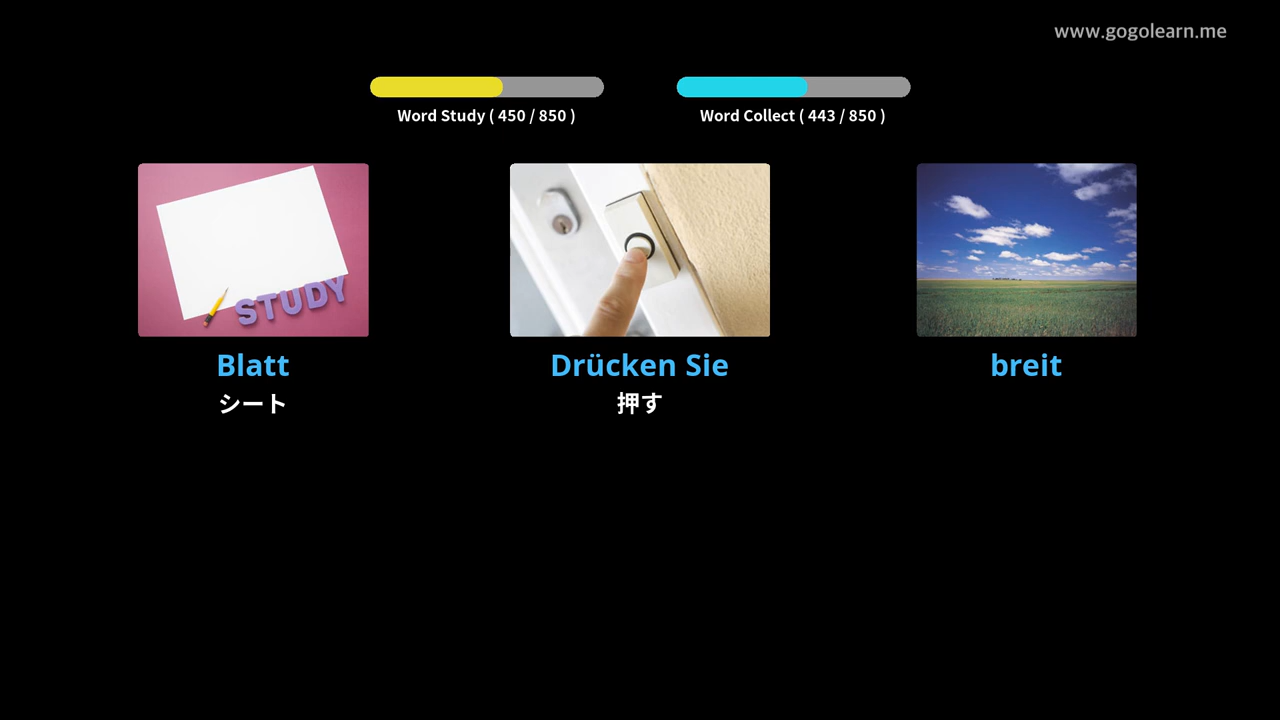 www.gogolearn.me
Word Study ( 450 / 850 )
Word Collect ( 443 / 850 )
STUDY
Blatt
シート
Drücken Sie
押す
breit